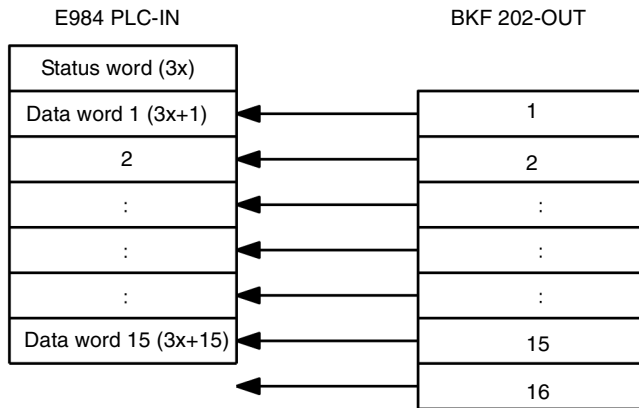 E984 PLC-IN
BKF 202-OUT
Status word (3x)
Data word 1 (3x+1)
1
2
2
:
:
:
:
:
:
Data word 15 (3x+15)
15
16